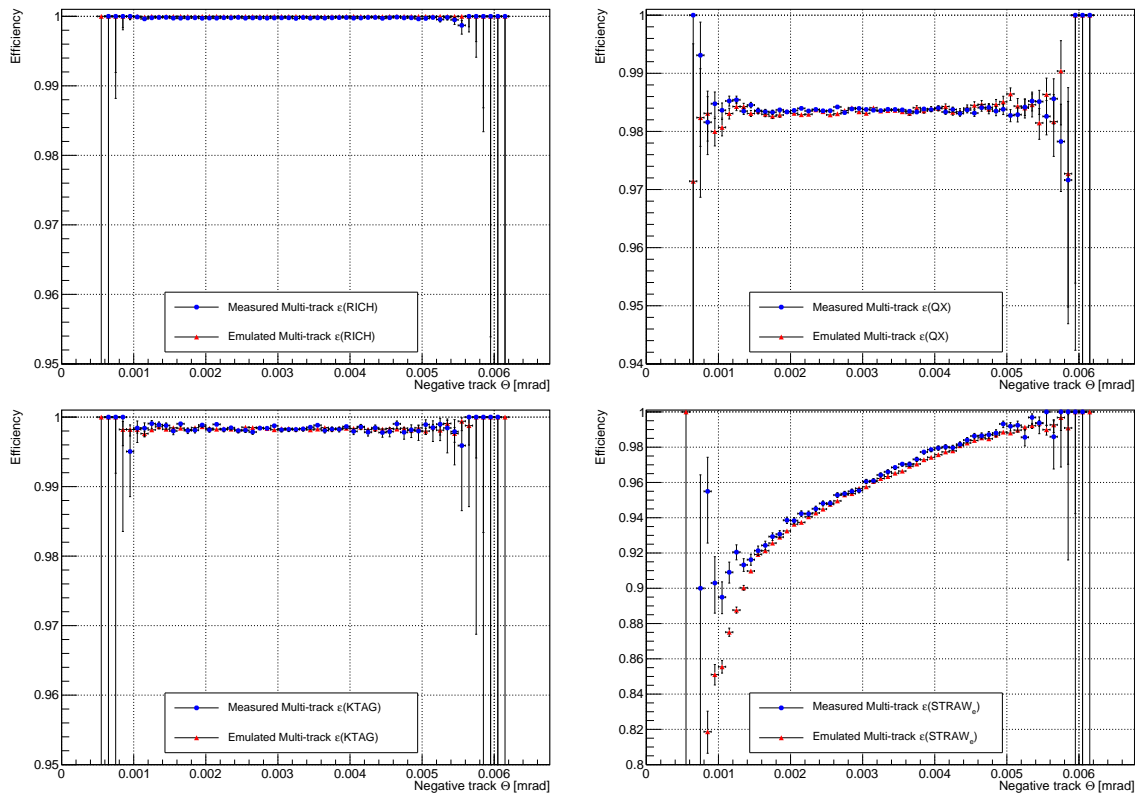 Efficiency
1
0.99
0.98
0.97
0.96
0.95
Measured Multi-track ε(RICH)
Emulated Multi-track ε(RICH)
0 0.001 0.002 0.003 0.004 0.005 0.006
Negative track Θ [mrad]
Efficiency
1
0.99
0.98
0.97
0.96
0.95
0.94
Measured Multi-track ε(QX)
Emulated Multi-track ε(QX)
0 0.001 0.002 0.003 0.004 0.005 0.006
Negative track Θ [mrad]
Efficiency
1
0.99
0.98
0.97
0.96
0.95
Measured Multi-track ε(KTAG)
Emulated Multi-track ε(KTAG)
0 0.001 0.002 0.003 0.004 0.005 0.006
Negative track Θ [mrad]
Efficiency
1
0.98
0.96
0.94
0.92
0.9
0.88
0.86
0.84
0.82
0.8
Measured Multi-track ε(STRAWₑ)
Emulated Multi-track ε(STRAWₑ)
0 0.001 0.002 0.003 0.004 0.005 0.006
Negative track Θ [mrad]